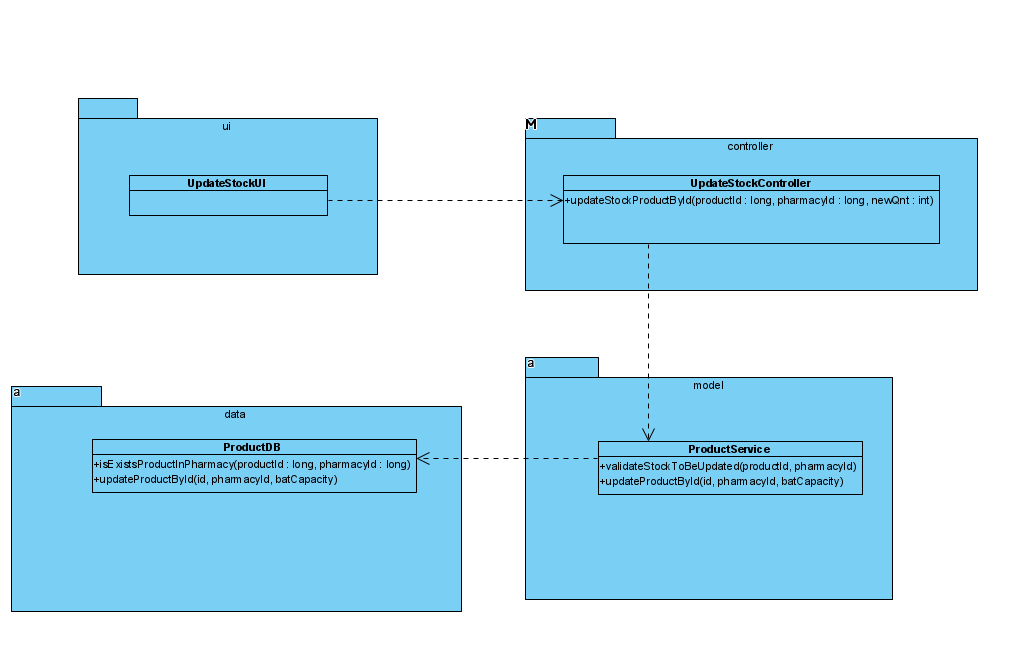 ui
UpdateStockUI
M
controller
UpdateStockController
+updateStockProductById(productId : long, pharmacyId : long, newQnt : int)
a
data
ProductDB
+isExistsProductInPharmacy(productId : long, pharmacyId : long)
+updateProductById(id, pharmacyId, batCapacity)
a
model
ProductService
+validateStockToBeUpdated(productId, pharmacyId)
+updateProductById(id, pharmacyId, batCapacity)